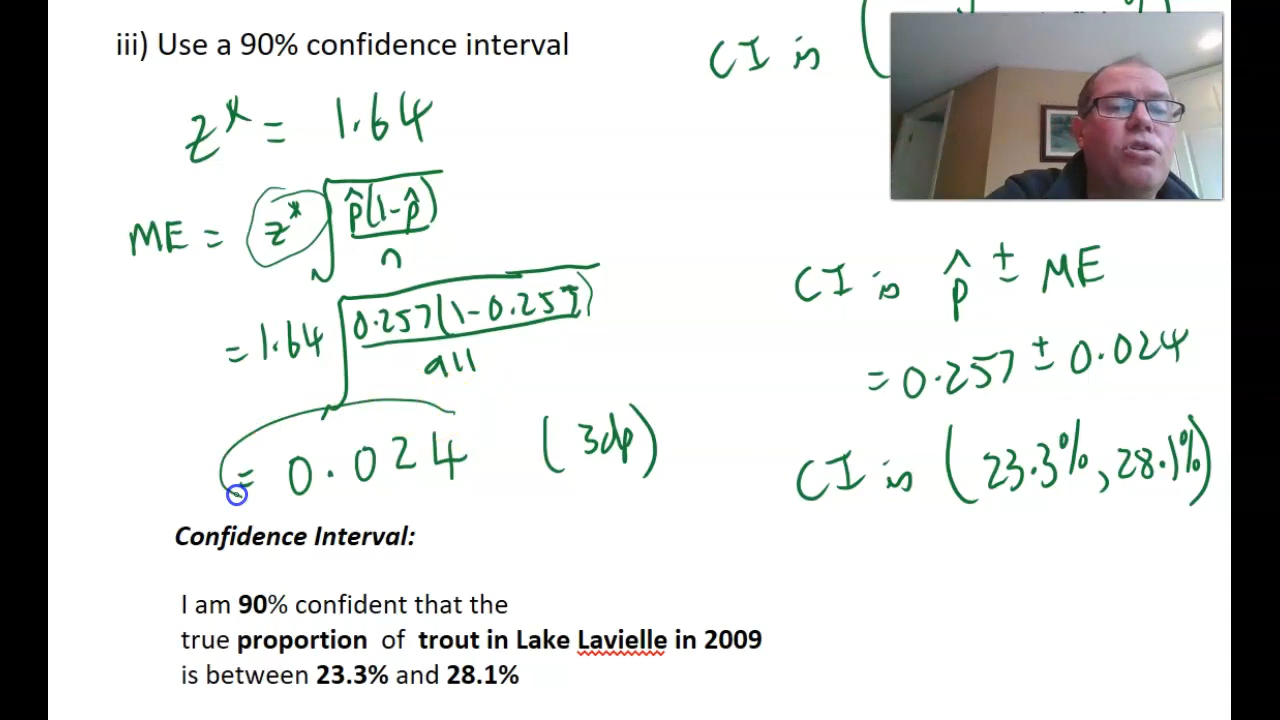 iii) Use a 90% confidence interval
z* = 1.64
ME = z* √(p̂(1-p̂)/n)
= 1.64 √(0.257(1-0.257)/911)
= 0.024 (3dp)
CI is (
CI is p̂ ± ME
= 0.257 ± 0.024
CI is (23.3%, 28.1%)
Confidence Interval:
I am 90% confident that the
true proportion of trout in Lake Lavielle in 2009
is between 23.3% and 28.1%